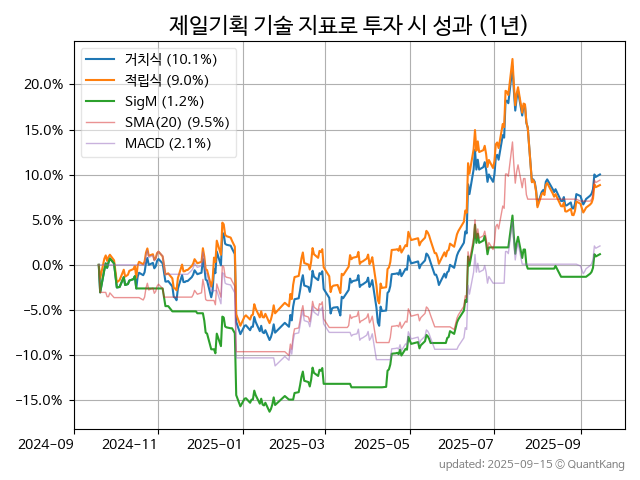 제일기획 기술 지표로 투자 시 성과 (1년)
거치식 (10.1%)
적립식 (9.0%)
SigM (1.2%)
SMA(20) (9.5%)
MACD (2.1%)
20.0%
15.0%
10.0%
5.0%
0.0%
−5.0%
−10.0%
−15.0%
2024-09 2024-11 2025-01 2025-03 2025-05 2025-07 2025-09
updated: 2025-09-15 © QuantKang